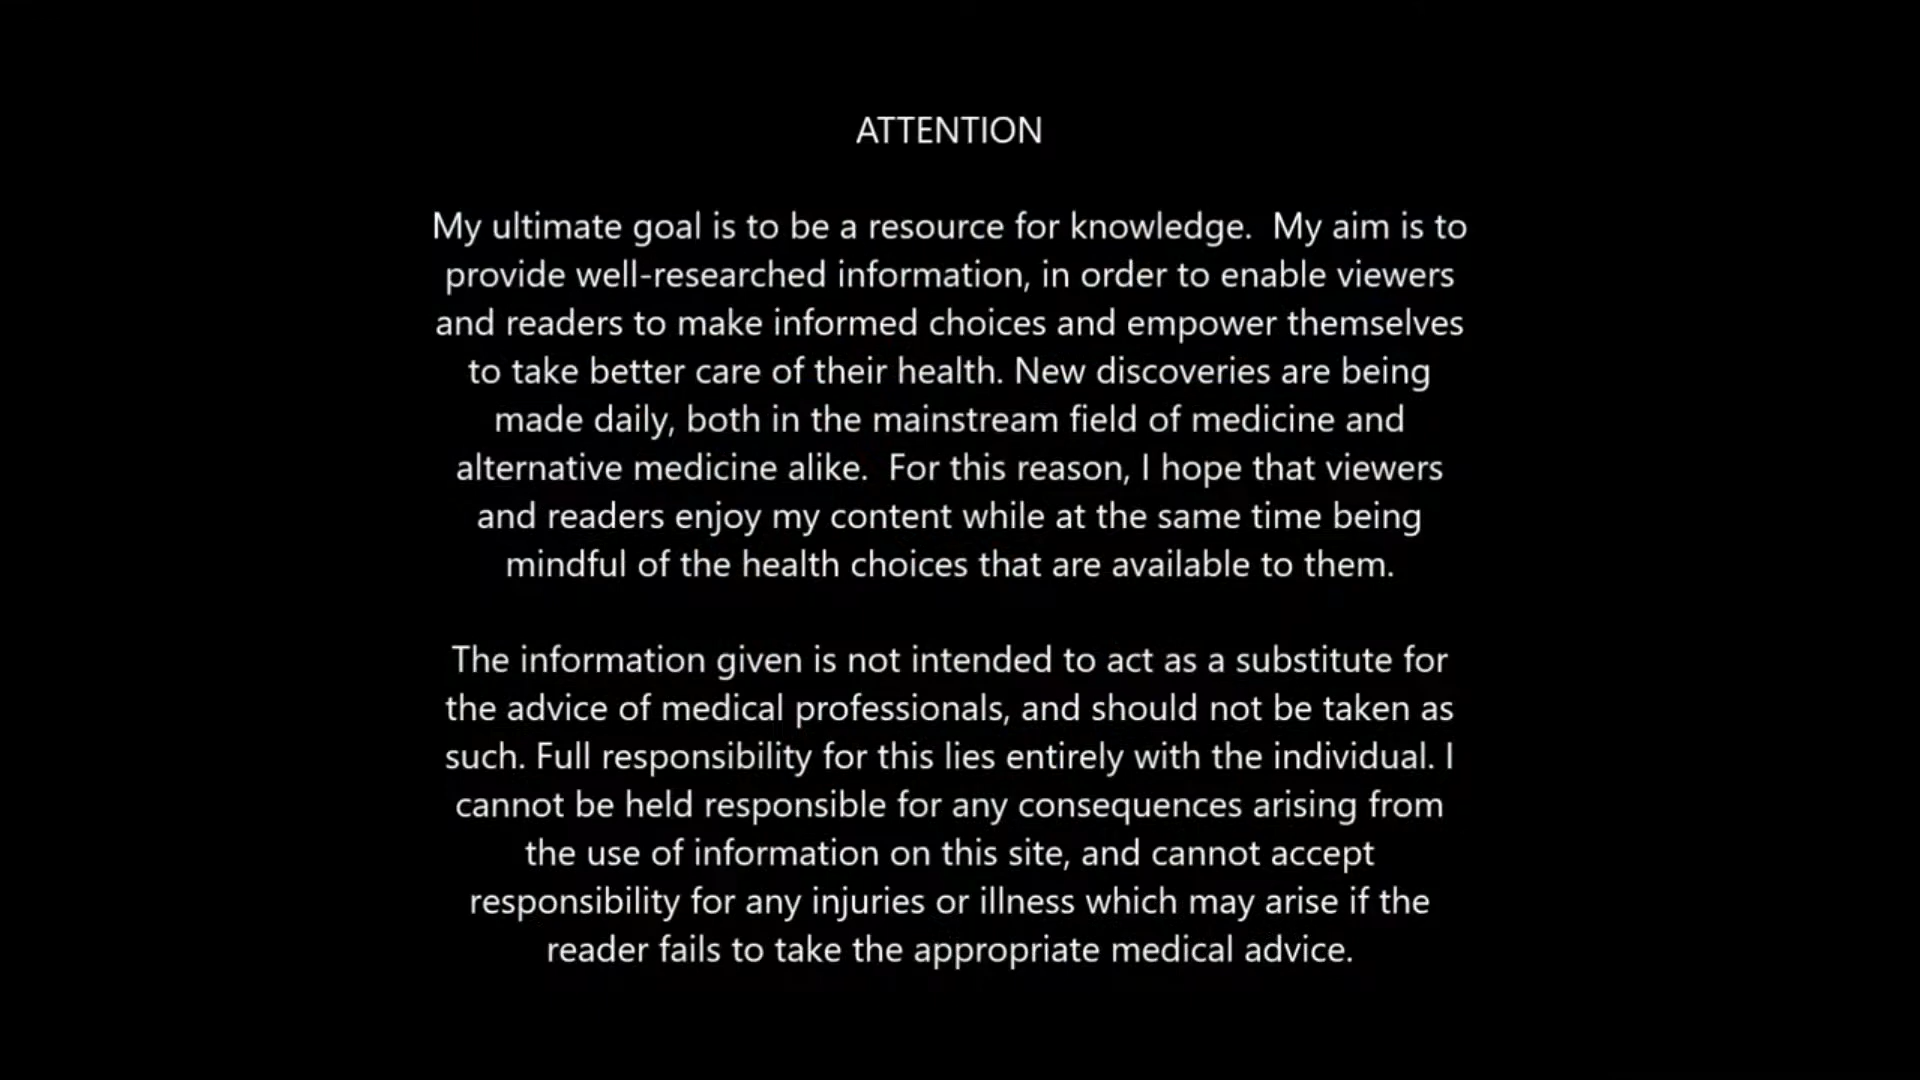 ATTENTION
My ultimate goal is to be a resource for knowledge.  My aim is to
provide well-researched information, in order to enable viewers
and readers to make informed choices and empower themselves
to take better care of their health. New discoveries are being
made daily, both in the mainstream field of medicine and
alternative medicine alike.  For this reason, I hope that viewers
and readers enjoy my content while at the same time being
mindful of the health choices that are available to them.
The information given is not intended to act as a substitute for
the advice of medical professionals, and should not be taken as
such. Full responsibility for this lies entirely with the individual. I
cannot be held responsible for any consequences arising from
the use of information on this site, and cannot accept
responsibility for any injuries or illness which may arise if the
reader fails to take the appropriate medical advice.